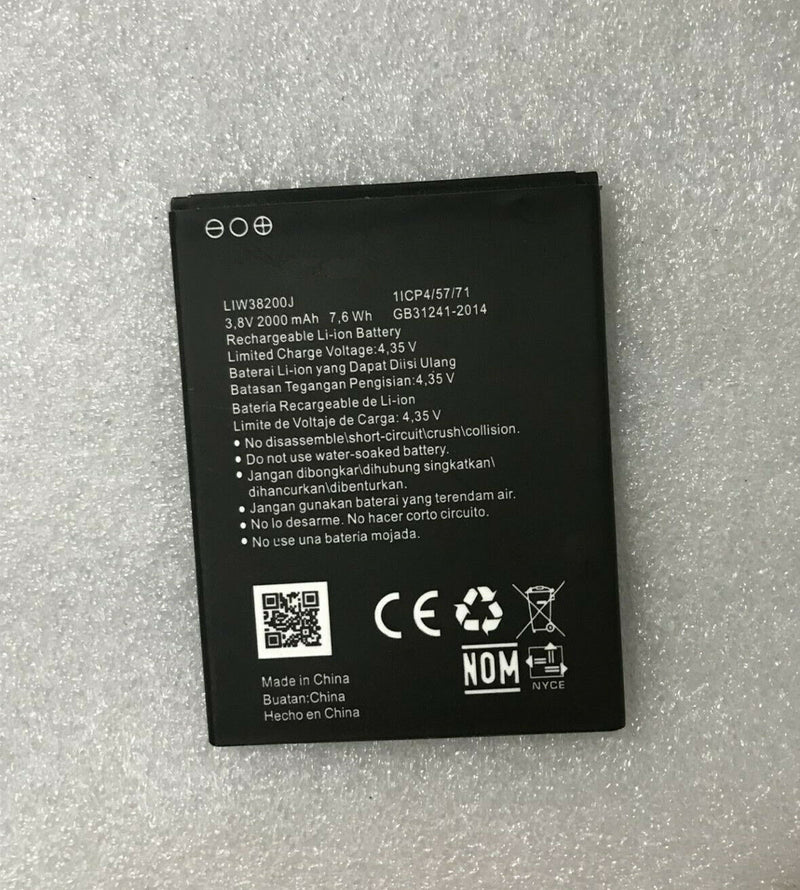 LIW38200J 1ICP4/57/71
3,8V 2000 mAh 7,6 Wh GB31241-2014
Rechargeable Li-ion Battery
Limited Charge Voltage:4,35 V
Baterai Li-ion yang Dapat Diisi Ulang
Batasan Tegangan Pengisian:4,35 V
Bateria Recargeable de Li-ion
Limite de Voltaje de Carga: 4,35 V
• No disassemble\short-circuit\crush\collision.
• Do not use water-soaked battery.
• Jangan dibongkar\dihubung singkatkan\
dihancurkan\dibenturkan.
• Jangan gunakan baterai yang terendam air.
• No lo desarme. No hacer corto circuito.
• No use una batería mojada.
CE
NOM
NYCE
Made in China
Buatan:China
Hecho en China